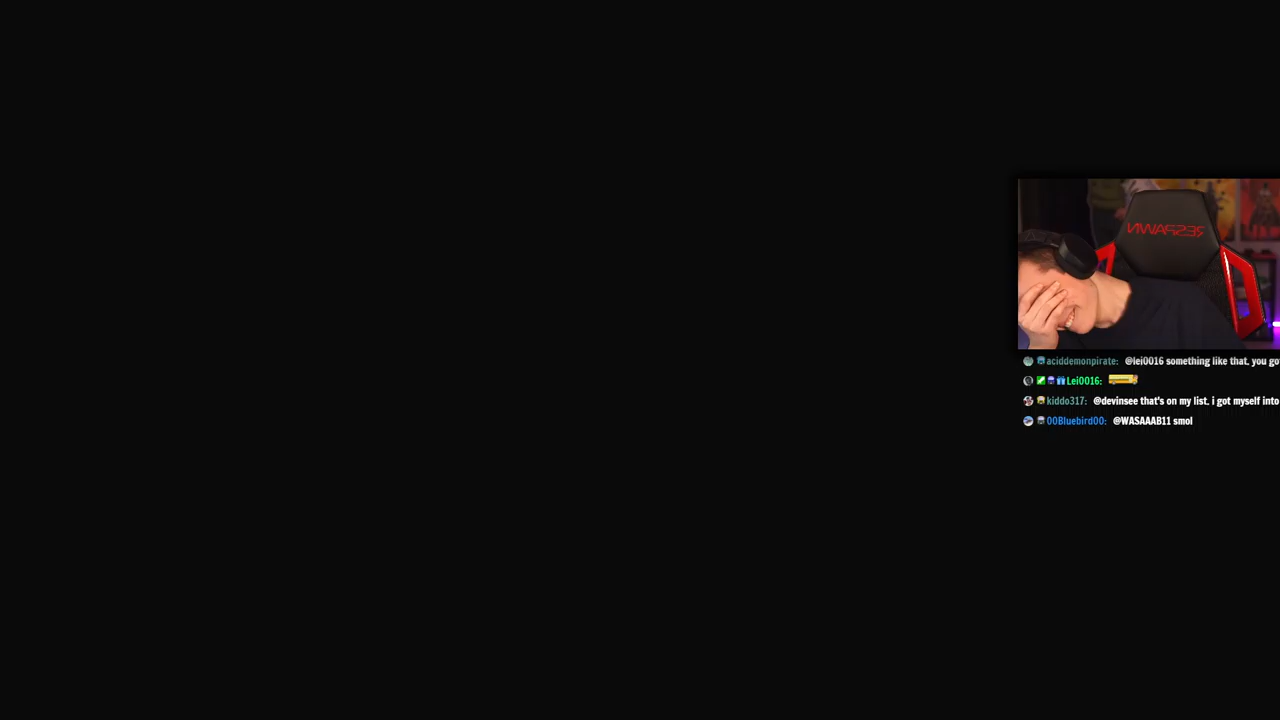 RESPAWN
aciddemonpirate: @lei0016 something like that, you go
Lei0016:
kiddo317: @devinsee that's on my list. i got myself into
00Bluebird00: @WASAAAB11 smol